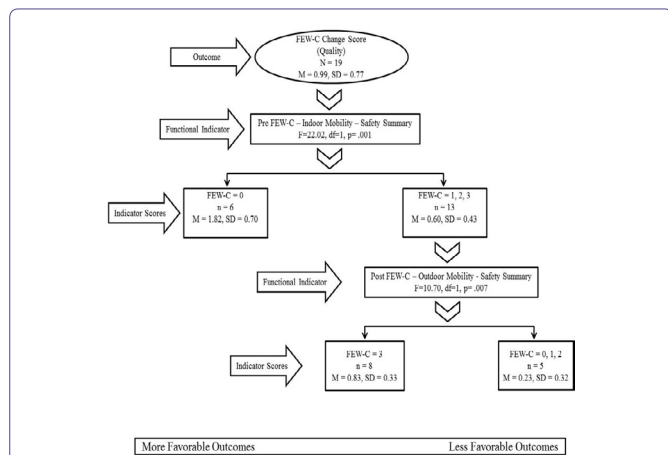 FEW-C Change Score
(Quality)
N = 19
M = 0.99, SD = 0.77
Outcome
Functional Indicator
Pre FEW-C – Indoor Mobility – Safety Summary
F=22.02, df=1, p= .001
Indicator Scores
FEW-C = 0
n = 6
M = 1.82, SD = 0.70
FEW-C = 1, 2, 3
n = 13
M = 0.60, SD = 0.43
Functional Indicator
Post FEW-C – Outdoor Mobility - Safety Summary
F=10.70, df=1, p= .007
Indicator Scores
FEW-C = 3
n = 8
M = 0.83, SD = 0.33
FEW-C = 0, 1, 2
n = 5
M = 0.23, SD = 0.32
More Favorable Outcomes Less Favorable Outcomes